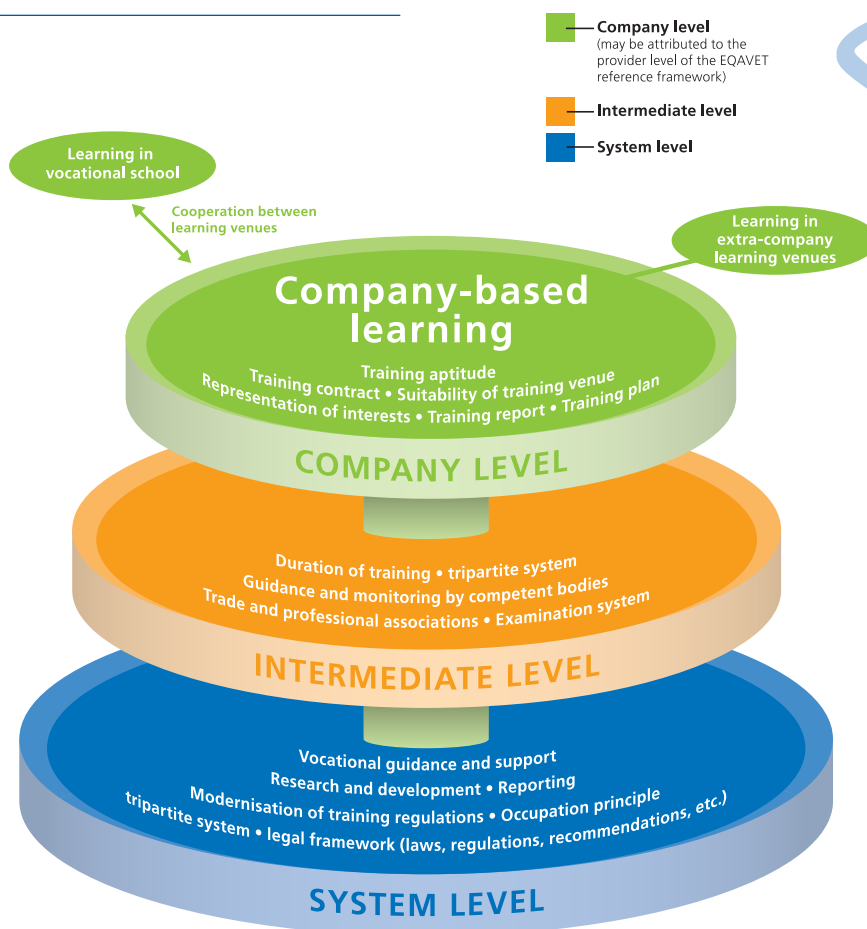 Company level
(may be attributed to the
provider level of the EQAVET
reference framework)
Intermediate level
System level
Learning in
vocational school
Cooperation between
learning venues
Learning in
extra-company
learning venues
Company-based
learning
Training aptitude
Training contract • Suitability of training venue
Representation of interests • Training report • Training plan
COMPANY LEVEL
Duration of training • tripartite system
Guidance and monitoring by competent bodies
Trade and professional associations • Examination system
INTERMEDIATE LEVEL
Vocational guidance and support
Research and development • Reporting
Modernisation of training regulations • Occupation principle
tripartite system • legal framework (laws, regulations, recommendations, etc.)
SYSTEM LEVEL